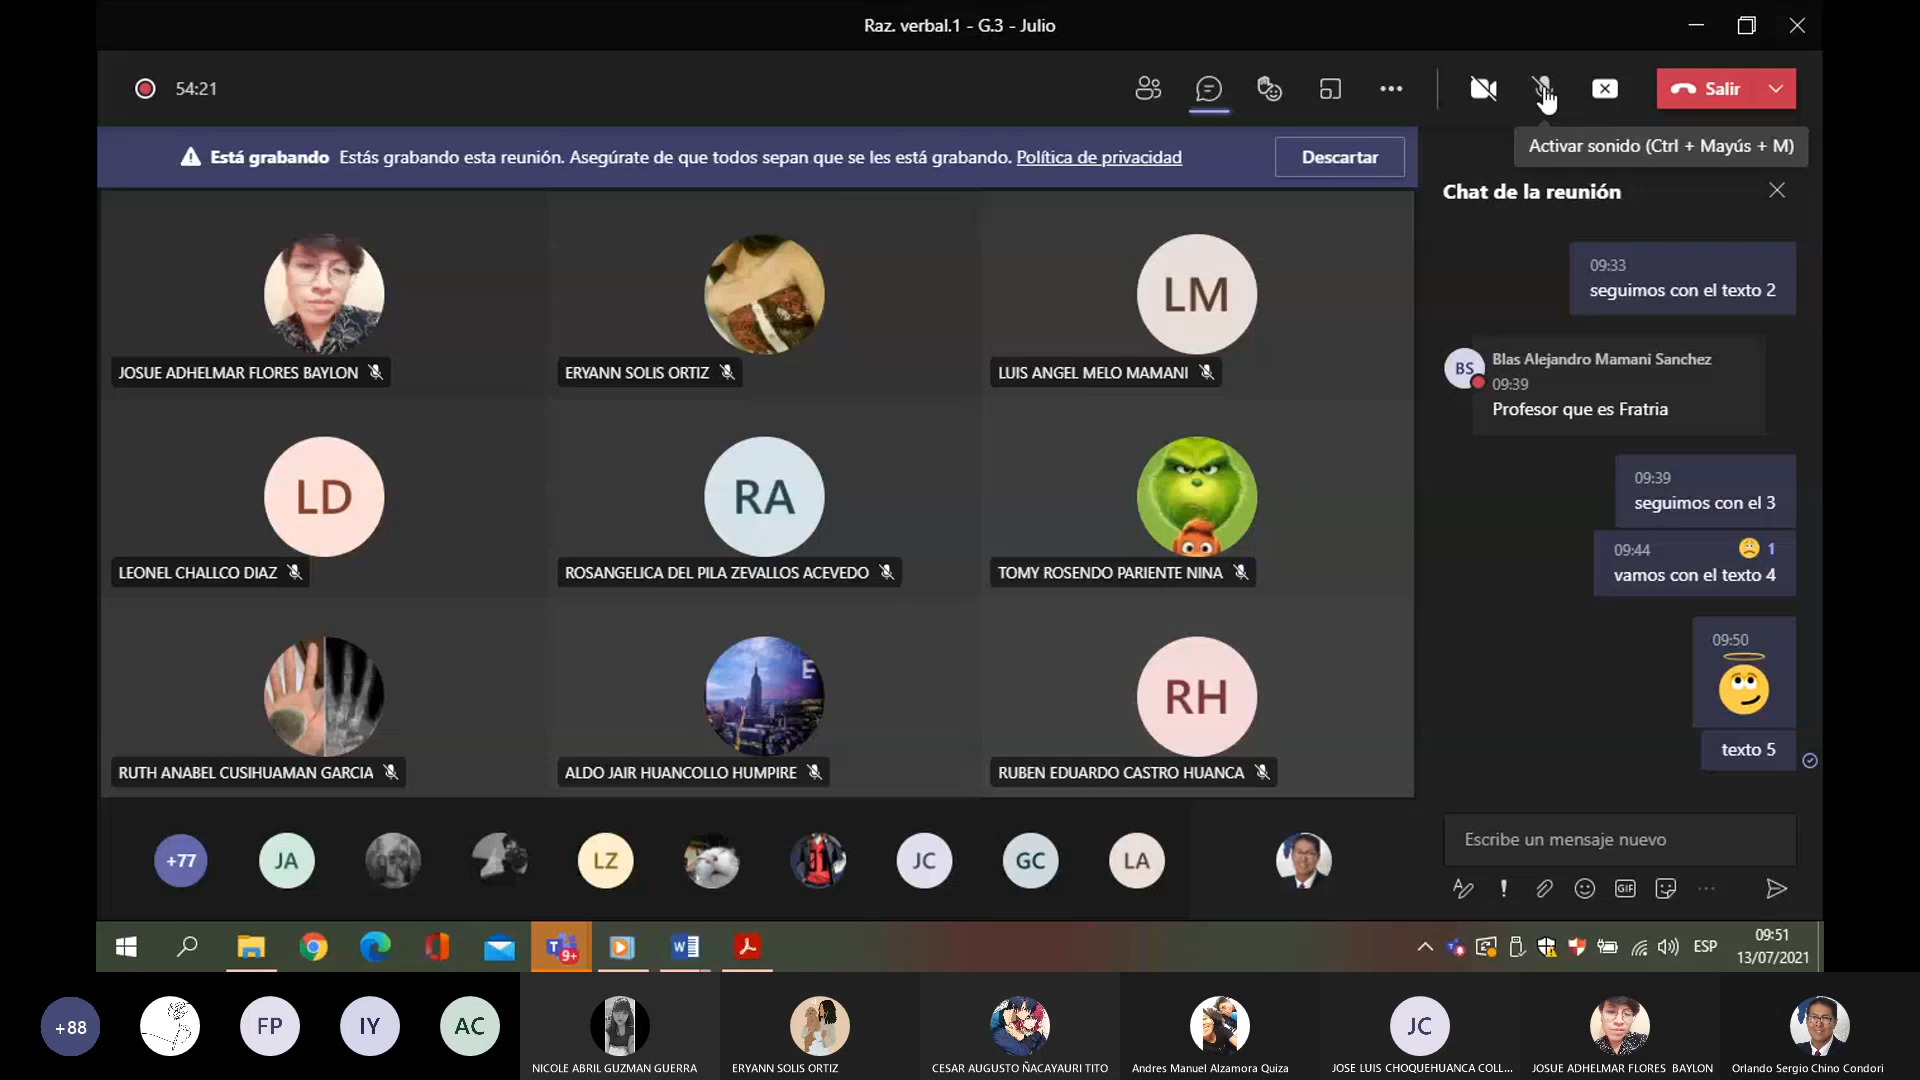 Raz. verbal.1 - G.3 - Julio
54:21
Salir
Está grabando Estás grabando esta reunión. Asegúrate de que todos sepan que se les está grabando. Política de privacidad
Descartar
Activar sonido (Ctrl + Mayús + M)
Chat de la reunión
09:33
seguimos con el texto 2
BS
Blas Alejandro Mamani Sanchez
09:39
Profesor que es Fratria
09:39
seguimos con el 3
09:44
1
vamos con el texto 4
09:50
texto 5
Escribe un mensaje nuevo
GIF
JOSUE ADHELMAR FLORES BAYLON
ERYANN SOLIS ORTIZ
LM
LUIS ANGEL MELO MAMANI
LD
LEONEL CHALLCO DIAZ
RA
ROSANGELICA DEL PILA ZEVALLOS ACEVEDO
TOMY ROSENDO PARIENTE NINA
RUTH ANABEL CUSIHUAMAN GARCIA
E
ALDO JAIR HUANCOLLO HUMPIRE
RH
RUBEN EDUARDO CASTRO HUANCA
+77
JA
LZ
JC
GC
LA
T
9+
W
ESP
09:51
13/07/2021
+88
FP
IY
AC
NICOLE ABRIL GUZMAN GUERRA
ERYANN SOLIS ORTIZ
CESAR AUGUSTO ÑACAYAURI TITO
Andres Manuel Alzamora Quiza
JC
JOSE LUIS CHOQUEHUANCA COLL...
JOSUE ADHELMAR FLORES BAYLON
Orlando Sergio Chino Condori